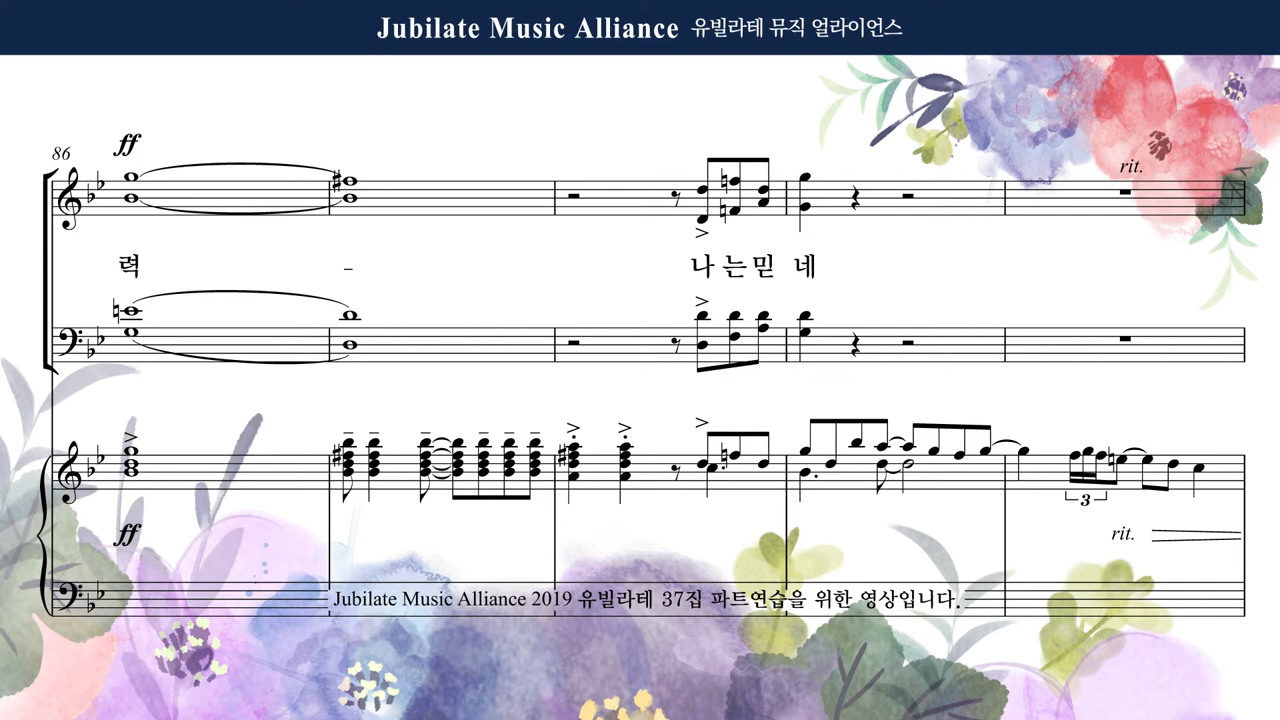 Jubilate Music Alliance 유빌라테 뮤직 얼라이언스
ff
86
rit.
력 - 나 는 믿 네
3
ff
rit.
Jubilate Music Alliance 2019 유빌라테 37집 파트연습을 위한 영상입니다.